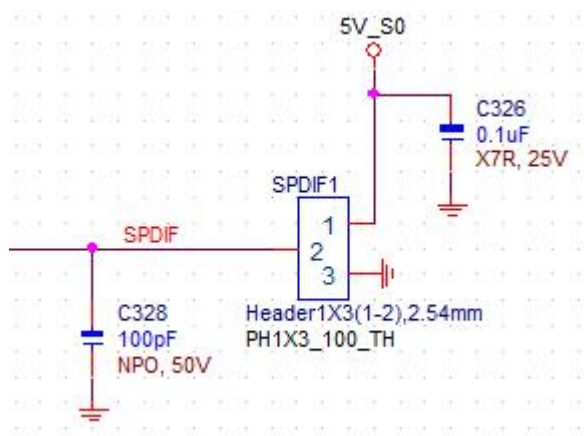 5V_S0
C326
0.1uF
X7R, 25V
SPDIF1
1
SPDIF
2
3
C328
100pF
NPO, 50V
Header1X3(1-2),2.54mm
PH1X3_100_TH